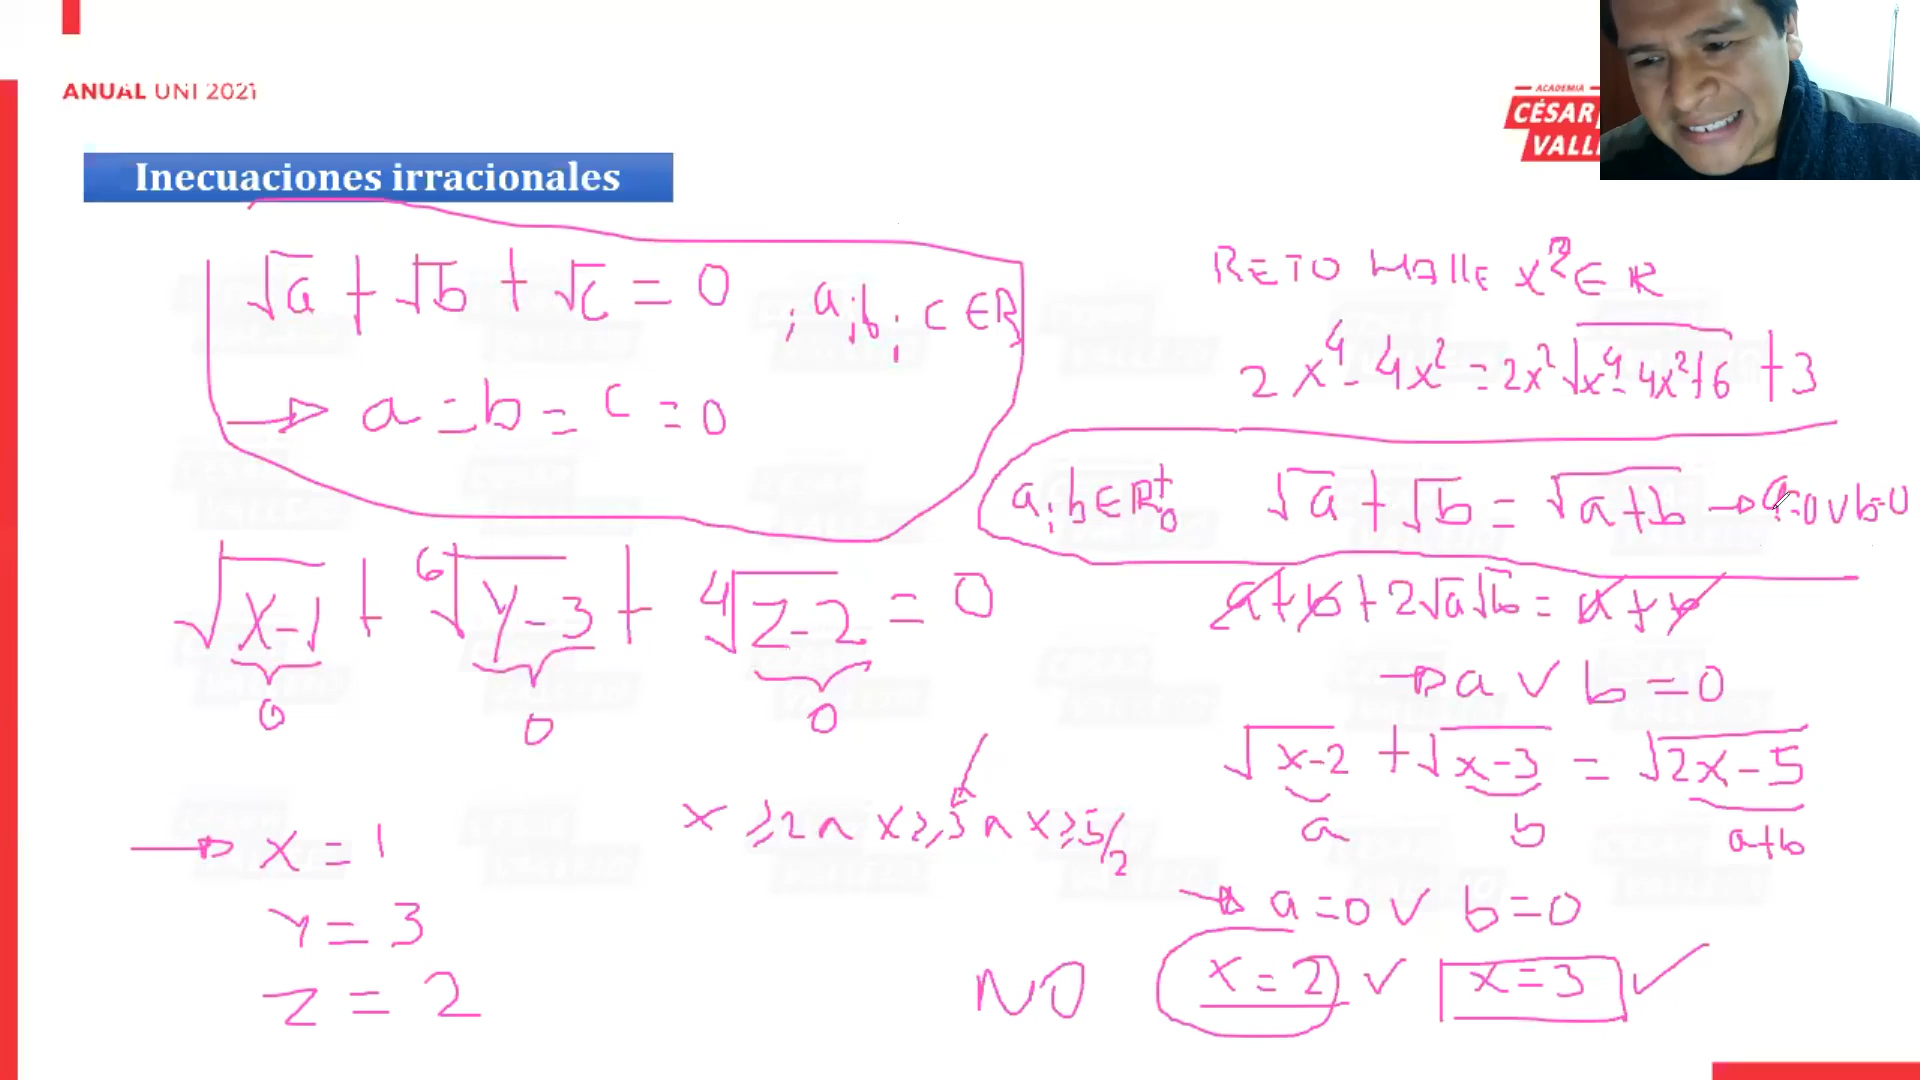 ANUAL UNI 2021
ACADEMIA
CÉSAR
VALL
Inecuaciones irracionales
√a + √b + √c = 0 ; a; b; c ∈ R
→ a = b = c = 0
√(x-1) + ⁶√(y-3) + ⁴√(z-2) = 0
0 0 0
→ x = 1
y = 3
z = 2
RETO HALLE x² ∈ R
2x⁴ - 4x² = 2x²√(x⁴ - 4x² + 6) + 3
a; b ∈ R₀⁺ √a + √b = √(a+b) → a=0 ∨ b=0
a + b + 2√a√b = a + b
→ a ∨ b = 0
√(x-2) + √(x-3) = √(2x-5)
a b a+b
x ≥ 2 ∧ x ≥ 3 ∧ x ≥ 5/2
→ a = 0 ∨ b = 0
NO x = 2 ∨ x = 3 ✓